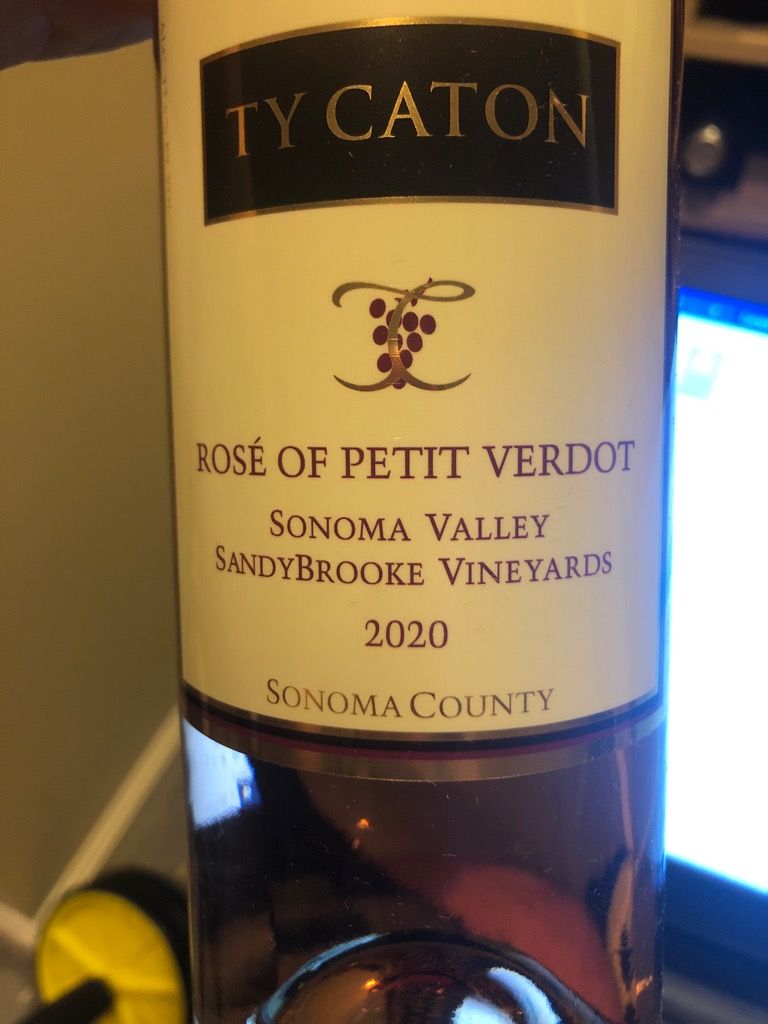 TY CATON
ROSÉ OF PETIT VERDOT
SONOMA VALLEY
SANDYBROOKE VINEYARDS
2020
SONOMA COUNTY